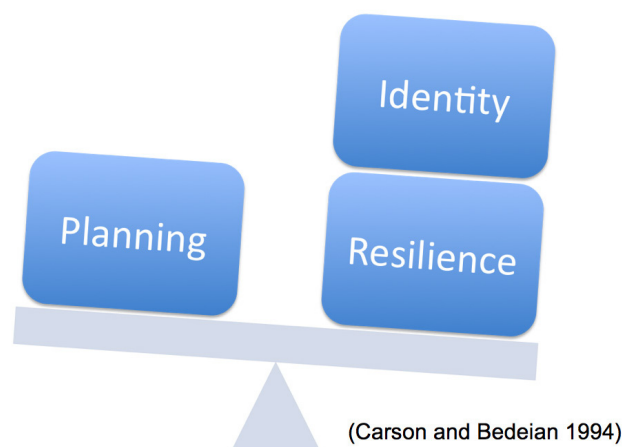 Identity
Planning
Resilience
(Carson and Bedeian 1994)